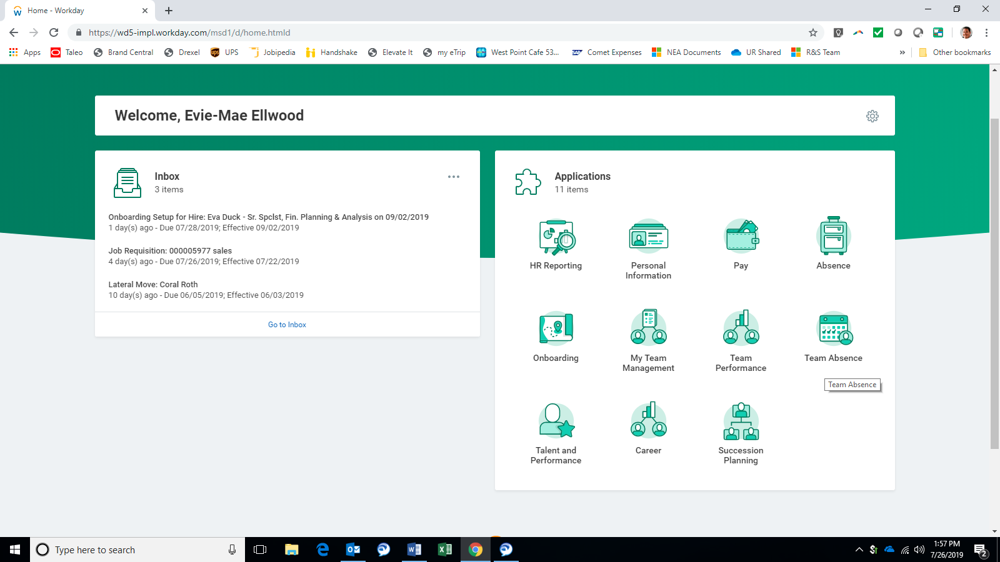 Home - Workday
https://wd5-impl.workday.com/msd1/d/home.htmld
Apps Taleo Brand Central Drexel UPS Jobipedia Handshake Elevate It my eTrip West Point Cafe 53... Comet Expenses NEA Documents UR Shared R&S Team » Other bookmarks
Welcome, Evie-Mae Ellwood
Inbox
3 items
Onboarding Setup for Hire: Eva Duck - Sr. Spclst, Fin. Planning & Analysis on 09/02/2019
1 day(s) ago - Due 07/28/2019; Effective 09/02/2019
Job Requisition: 000005977 sales
4 day(s) ago - Due 07/26/2019; Effective 07/22/2019
Lateral Move: Coral Roth
10 day(s) ago - Due 06/05/2019; Effective 06/03/2019
Go to Inbox
Applications
11 items
HR Reporting
Personal
Information
Pay
Absence
Onboarding
My Team
Management
Team
Performance
Team Absence
Team Absence
Talent and
Performance
Career
Succession
Planning
Type here to search
1:57 PM
7/26/2019
2